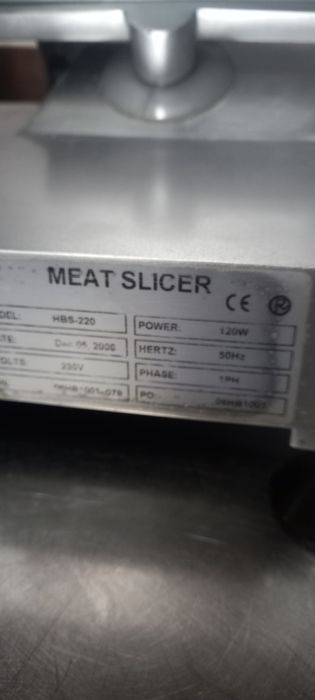 MEAT SLICER
CE
DEL: HBS-220 POWER: 120W
TE: Dec 05, 2006 HERTZ: 50Hz
OLTS 230V PHASE: 1PH
PO: